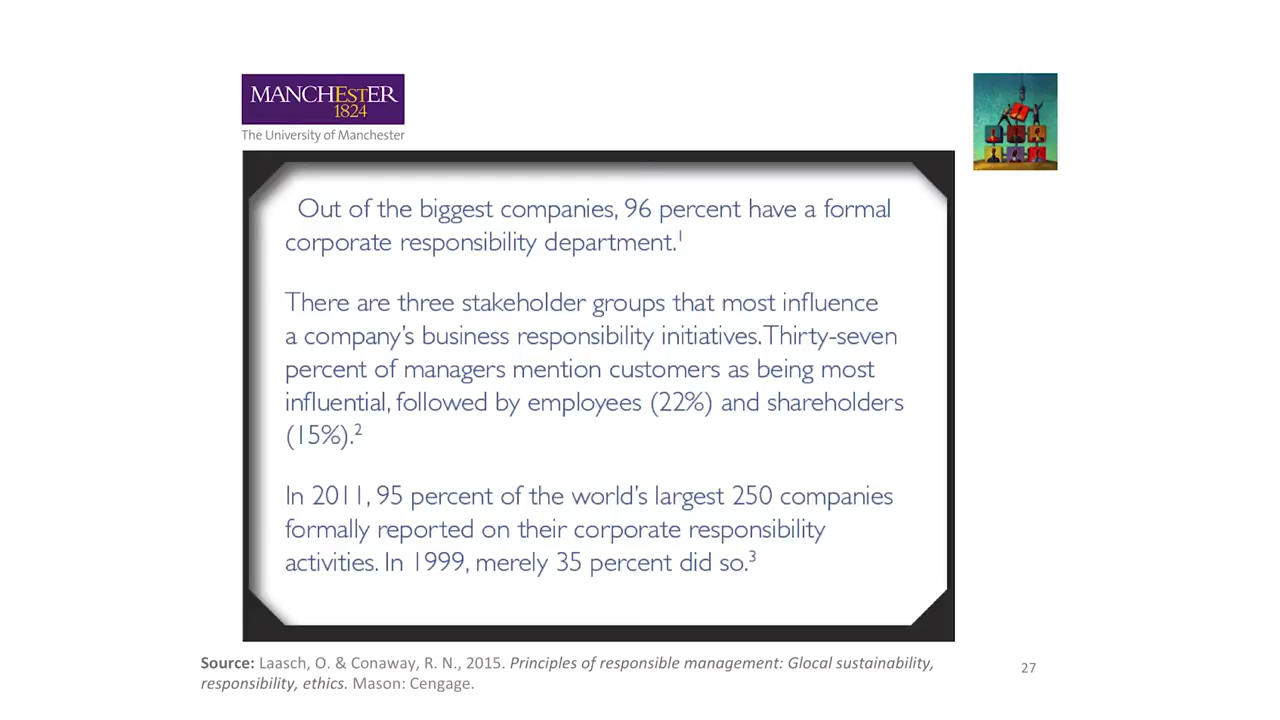 MANCHESTER
1824
The University of Manchester
Out of the biggest companies, 96 percent have a formal
corporate responsibility department.1
There are three stakeholder groups that most influence
a company's business responsibility initiatives. Thirty-seven
percent of managers mention customers as being most
influential, followed by employees (22%) and shareholders
(15%).2
In 2011, 95 percent of the world's largest 250 companies
formally reported on their corporate responsibility
activities. In 1999, merely 35 percent did so.3
Source: Laasch, O. & Conaway, R. N., 2015. Principles of responsible management: Glocal sustainability,
responsibility, ethics. Mason: Cengage.
27